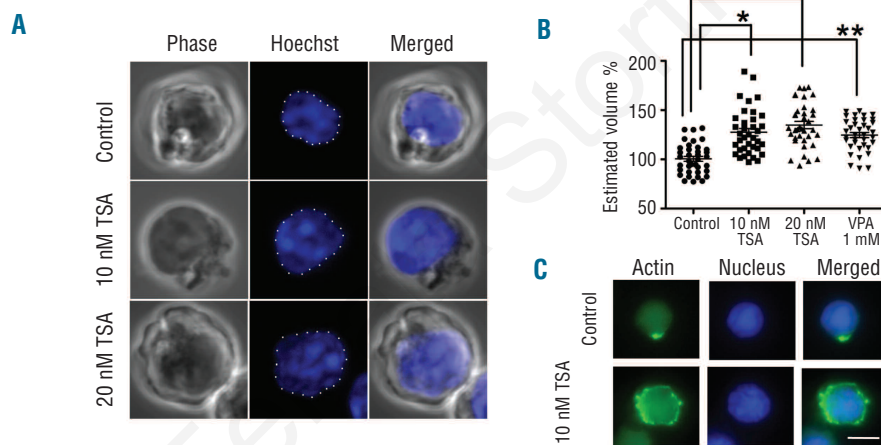 A
Phase Hoechst Merged
Control
10 nM TSA
20 nM TSA
B
* **
Estimated volume %
200
150
100
50
Control 10 nM TSA 20 nM TSA VPA 1 mM
C
Actin Nucleus Merged
Control
10 nM TSA